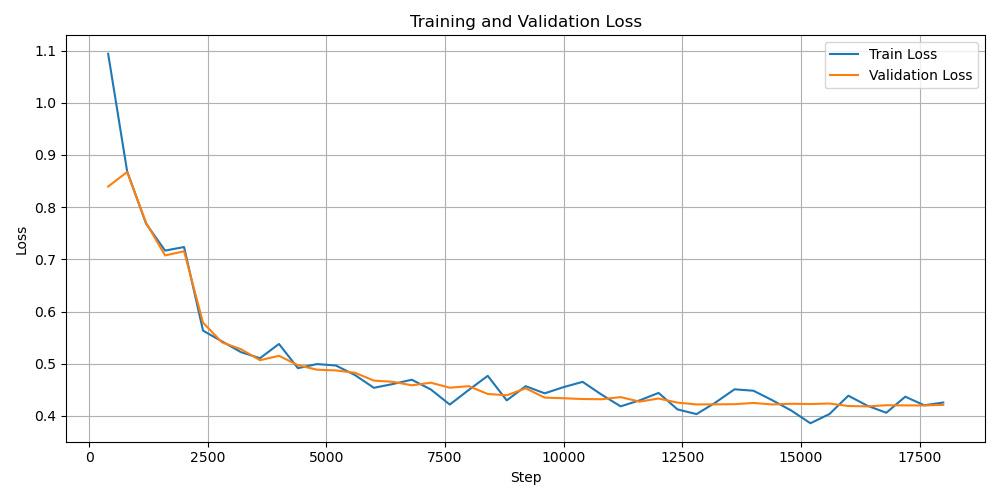 Training and Validation Loss
Train Loss
Validation Loss
1.1
1.0
0.9
0.8
0.7
0.6
0.5
0.4
Loss
0 2500 5000 7500 10000 12500 15000 17500
Step